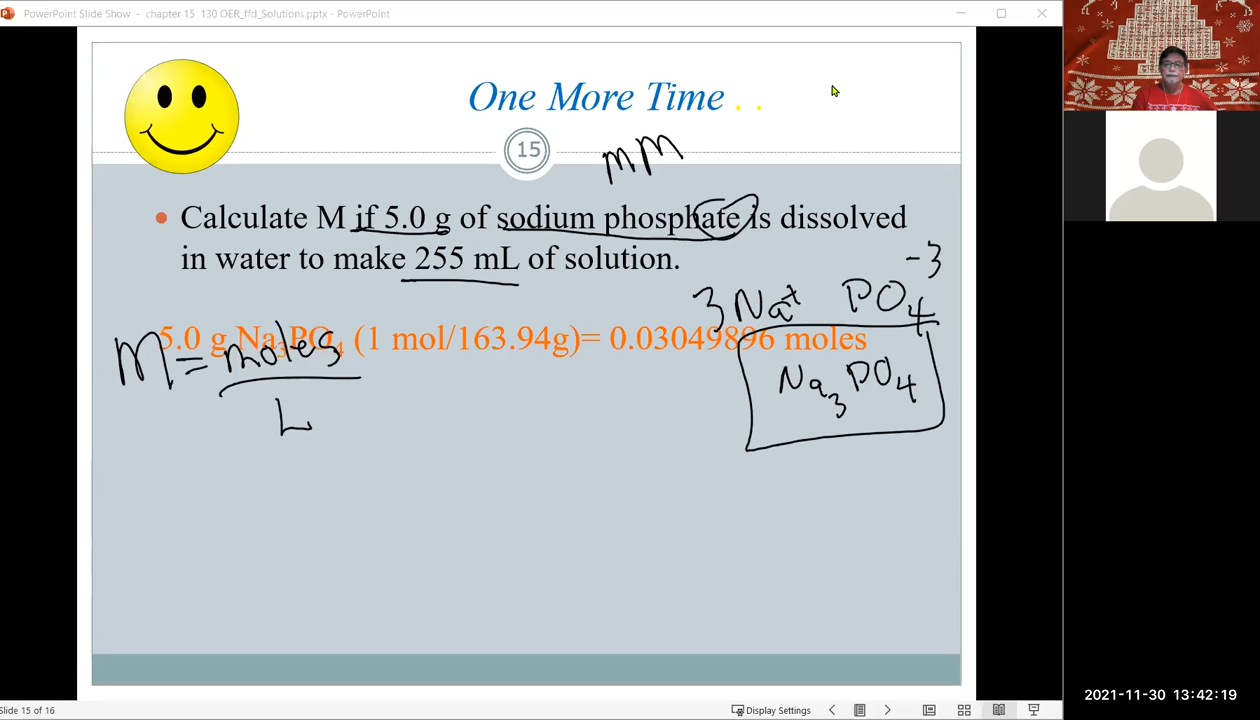 PowerPoint Slide Show - chapter 15 130 OER_ffd_Solutions.pptx - PowerPoint
One More Time . .
15
mM
Calculate M if 5.0 g of sodium phosphate is dissolved
in water to make 255 mL of solution.
3 Na+ PO4 -3
5.0 g Na3PO4 (1 mol/163.94g)= 0.03049896 moles
M = moles
L
Na3PO4
Slide 15 of 16
Display Settings
2021-11-30 13:42:19